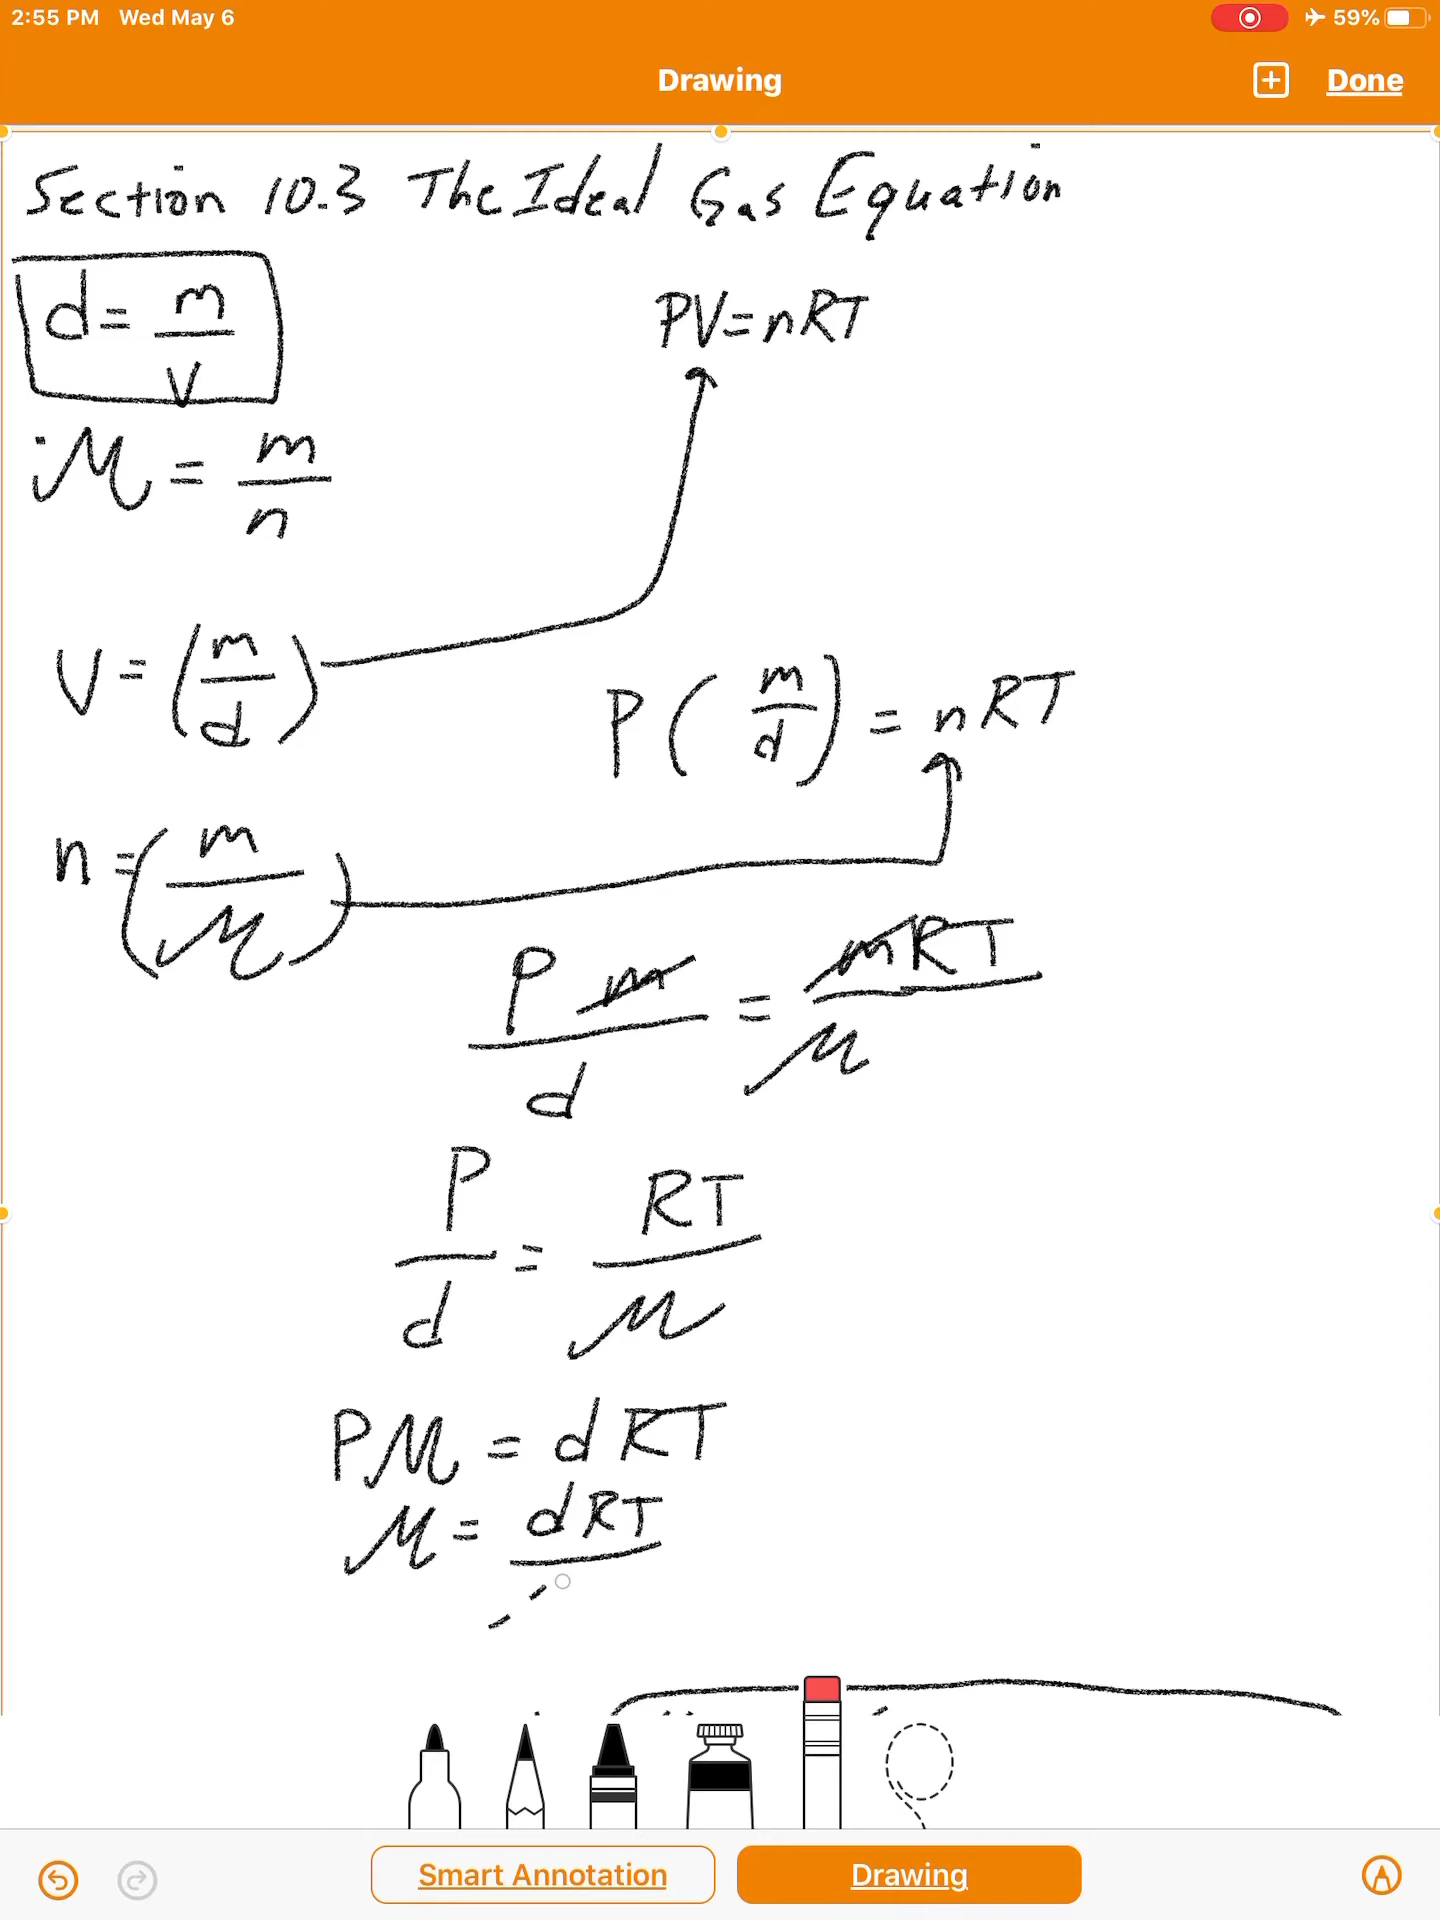 2:55 PM Wed May 6 59%
Drawing Done
Section 10.3 The Ideal Gas Equation
d = m/V
PV = nRT
ℳ = m/n
V = (m/d)
P(m/d) = nRT
n = (m/ℳ)
Pm/d = mRT/ℳ
P/d = RT/ℳ
Pℳ = dRT
ℳ = dRT
Smart Annotation Drawing